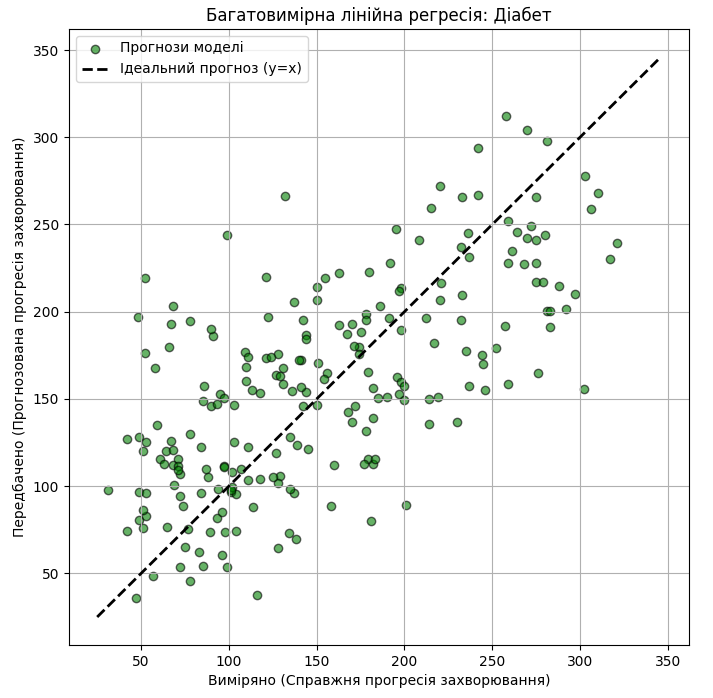 Багатовимірна лінійна регресія: Діабет
Прогнози моделі
Ідеальний прогноз (y=x)
Передбачено (Прогнозована прогресія захворювання)
350
300
250
200
150
100
50
50 100 150 200 250 300 350
Виміряно (Справжня прогресія захворювання)